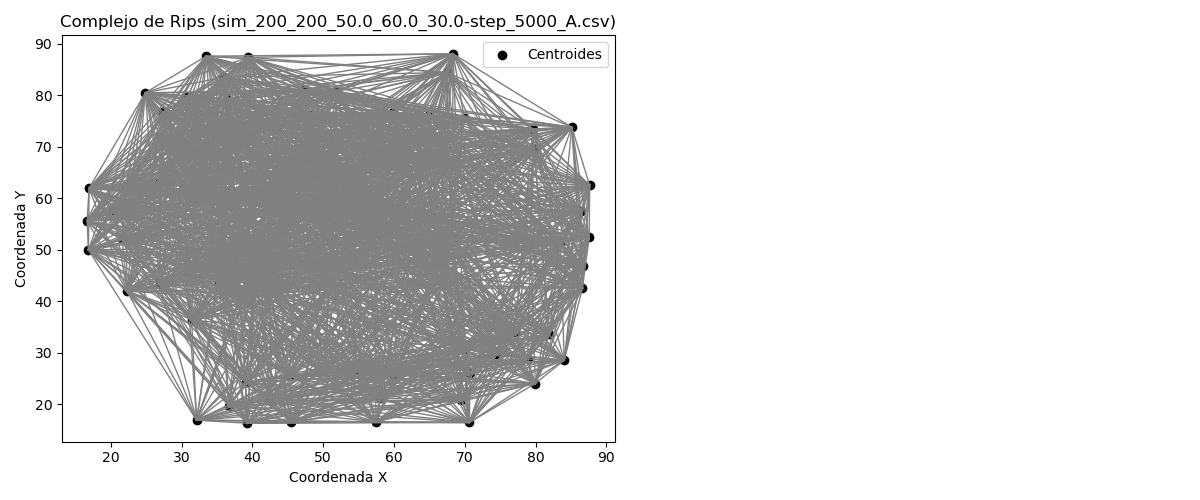 Complejo de Rips (sim_200_200_50.0_60.0_30.0-step_5000_A.csv)
Centroides
90
80
70
60
50
40
30
20
Coordenada Y
20 30 40 50 60 70 80 90
Coordenada X